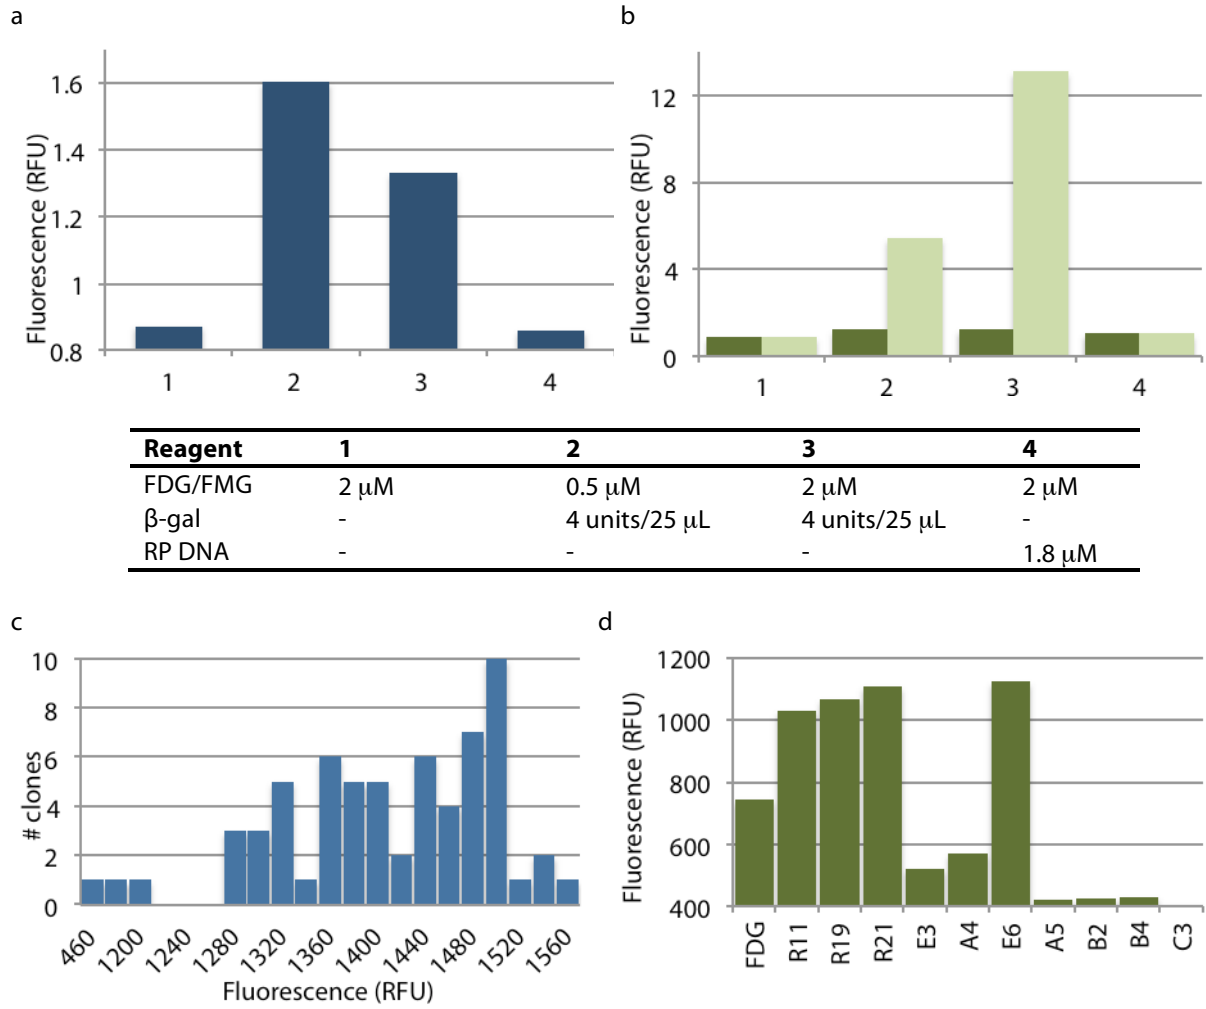 a
1.6
1.4
1.2
1
0.8
Fluorescence (RFU)
1 2 3 4
b
12
8
4
0
Fluorescence (RFU)
1 2 3 4
Reagent 1 2 3 4
FDG/FMG 2 μM 0.5 μM 2 μM 2 μM
β-gal - 4 units/25 μL 4 units/25 μL -
RP DNA - - - 1.8 μM
c
10
8
6
4
2
0
# clones
460 1200 1240 1280 1320 1360 1400 1440 1480 1520 1560
Fluorescence (RFU)
d
1200
1000
800
600
400
Fluorescence (RFU)
FDG R11 R19 R21 E3 A4 E6 A5 B2 B4 C3